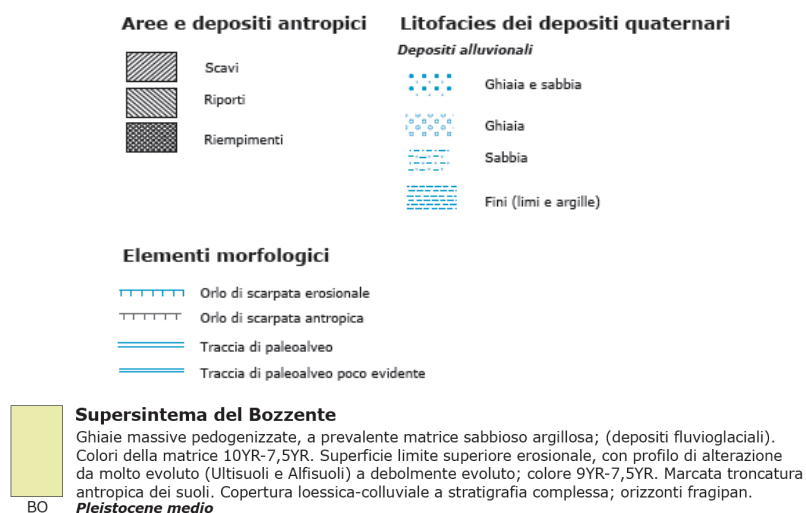 Aree e depositi antropici
Scavi
Riporti
Riempimenti
Litofacies dei depositi quaternari
Depositi alluvionali
Ghiaia e sabbia
Ghiaia
Sabbia
Fini (limi e argille)
Elementi morfologici
Orlo di scarpata erosionale
Orlo di scarpata antropica
Traccia di paleoalveo
Traccia di paleoalveo poco evidente
Supersintema del Bozzente
Ghiaie massive pedogenizzate, a prevalente matrice sabbioso argillosa; (depositi fluvioglaciali).
Colori della matrice 10YR-7,5YR. Superficie limite superiore erosionale, con profilo di alterazione
da molto evoluto (Ultisuoli e Alfisuoli) a debolmente evoluto; colore 9YR-7,5YR. Marcata troncatura
antropica dei suoli. Copertura loessica-colluviale a stratigrafia complessa; orizzonti fragipan.
BO
Pleistocene medio